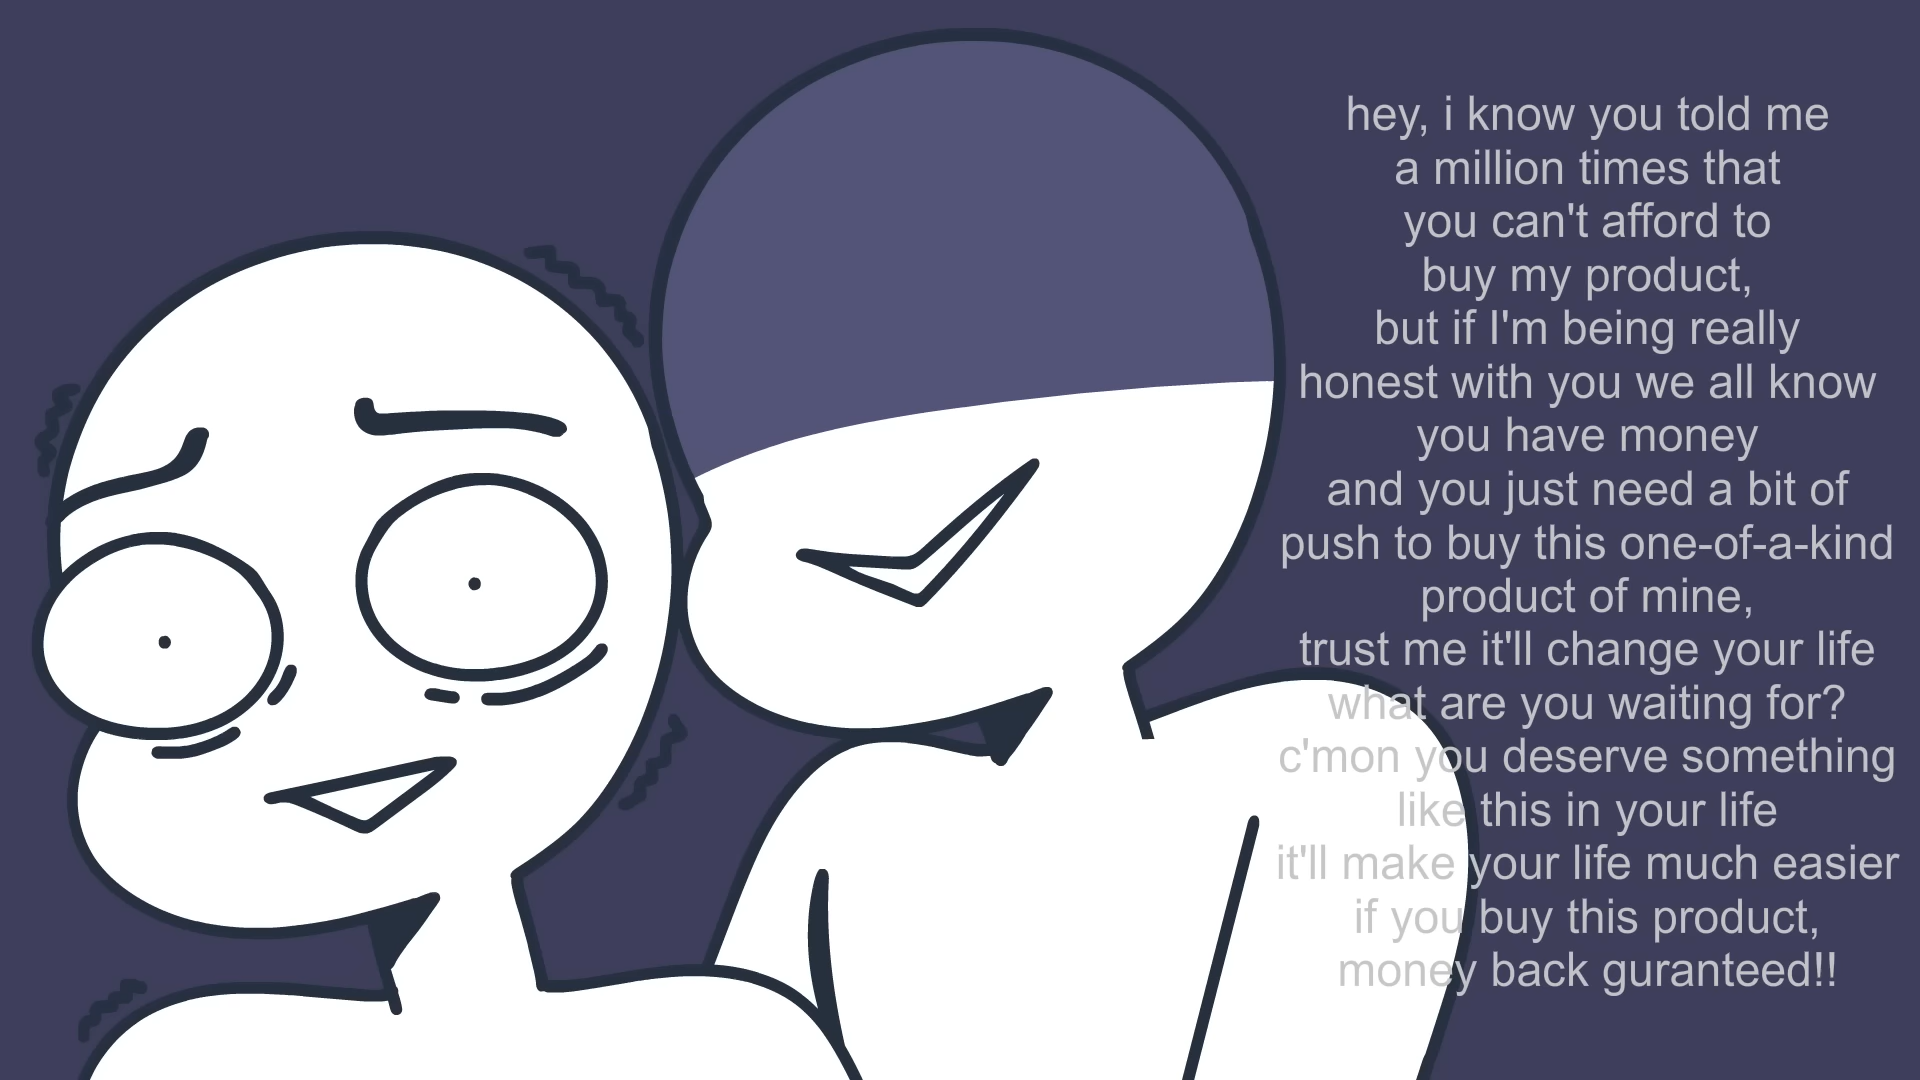 hey, i know you told me
a million times that
you can't afford to
buy my product,
but if I'm being really
honest with you we all know
you have money
and you just need a bit of
push to buy this one-of-a-kind
product of mine,
trust me it'll change your life
what are you waiting for?
c'mon you deserve something
like this in your life
it'll make your life much easier
if you buy this product,
money back guranteed!!